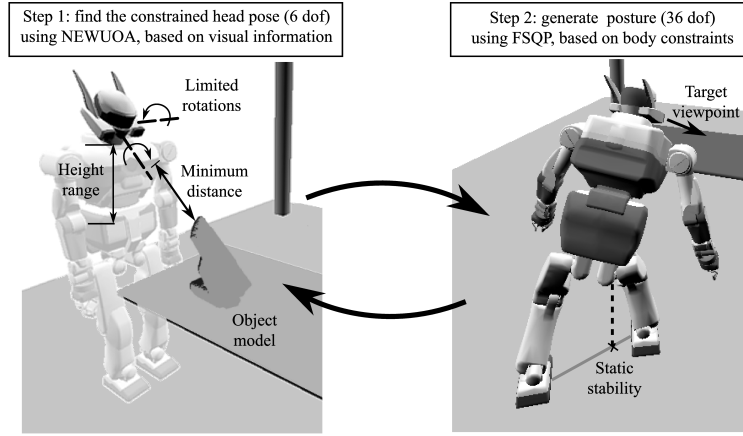 Step 1: find the constrained head pose (6 dof)
using NEWUOA, based on visual information
Step 2: generate posture (36 dof)
using FSQP, based on body constraints
Limited
rotations
Height
range
Minimum
distance
Object
model
Target
viewpoint
Static
stability